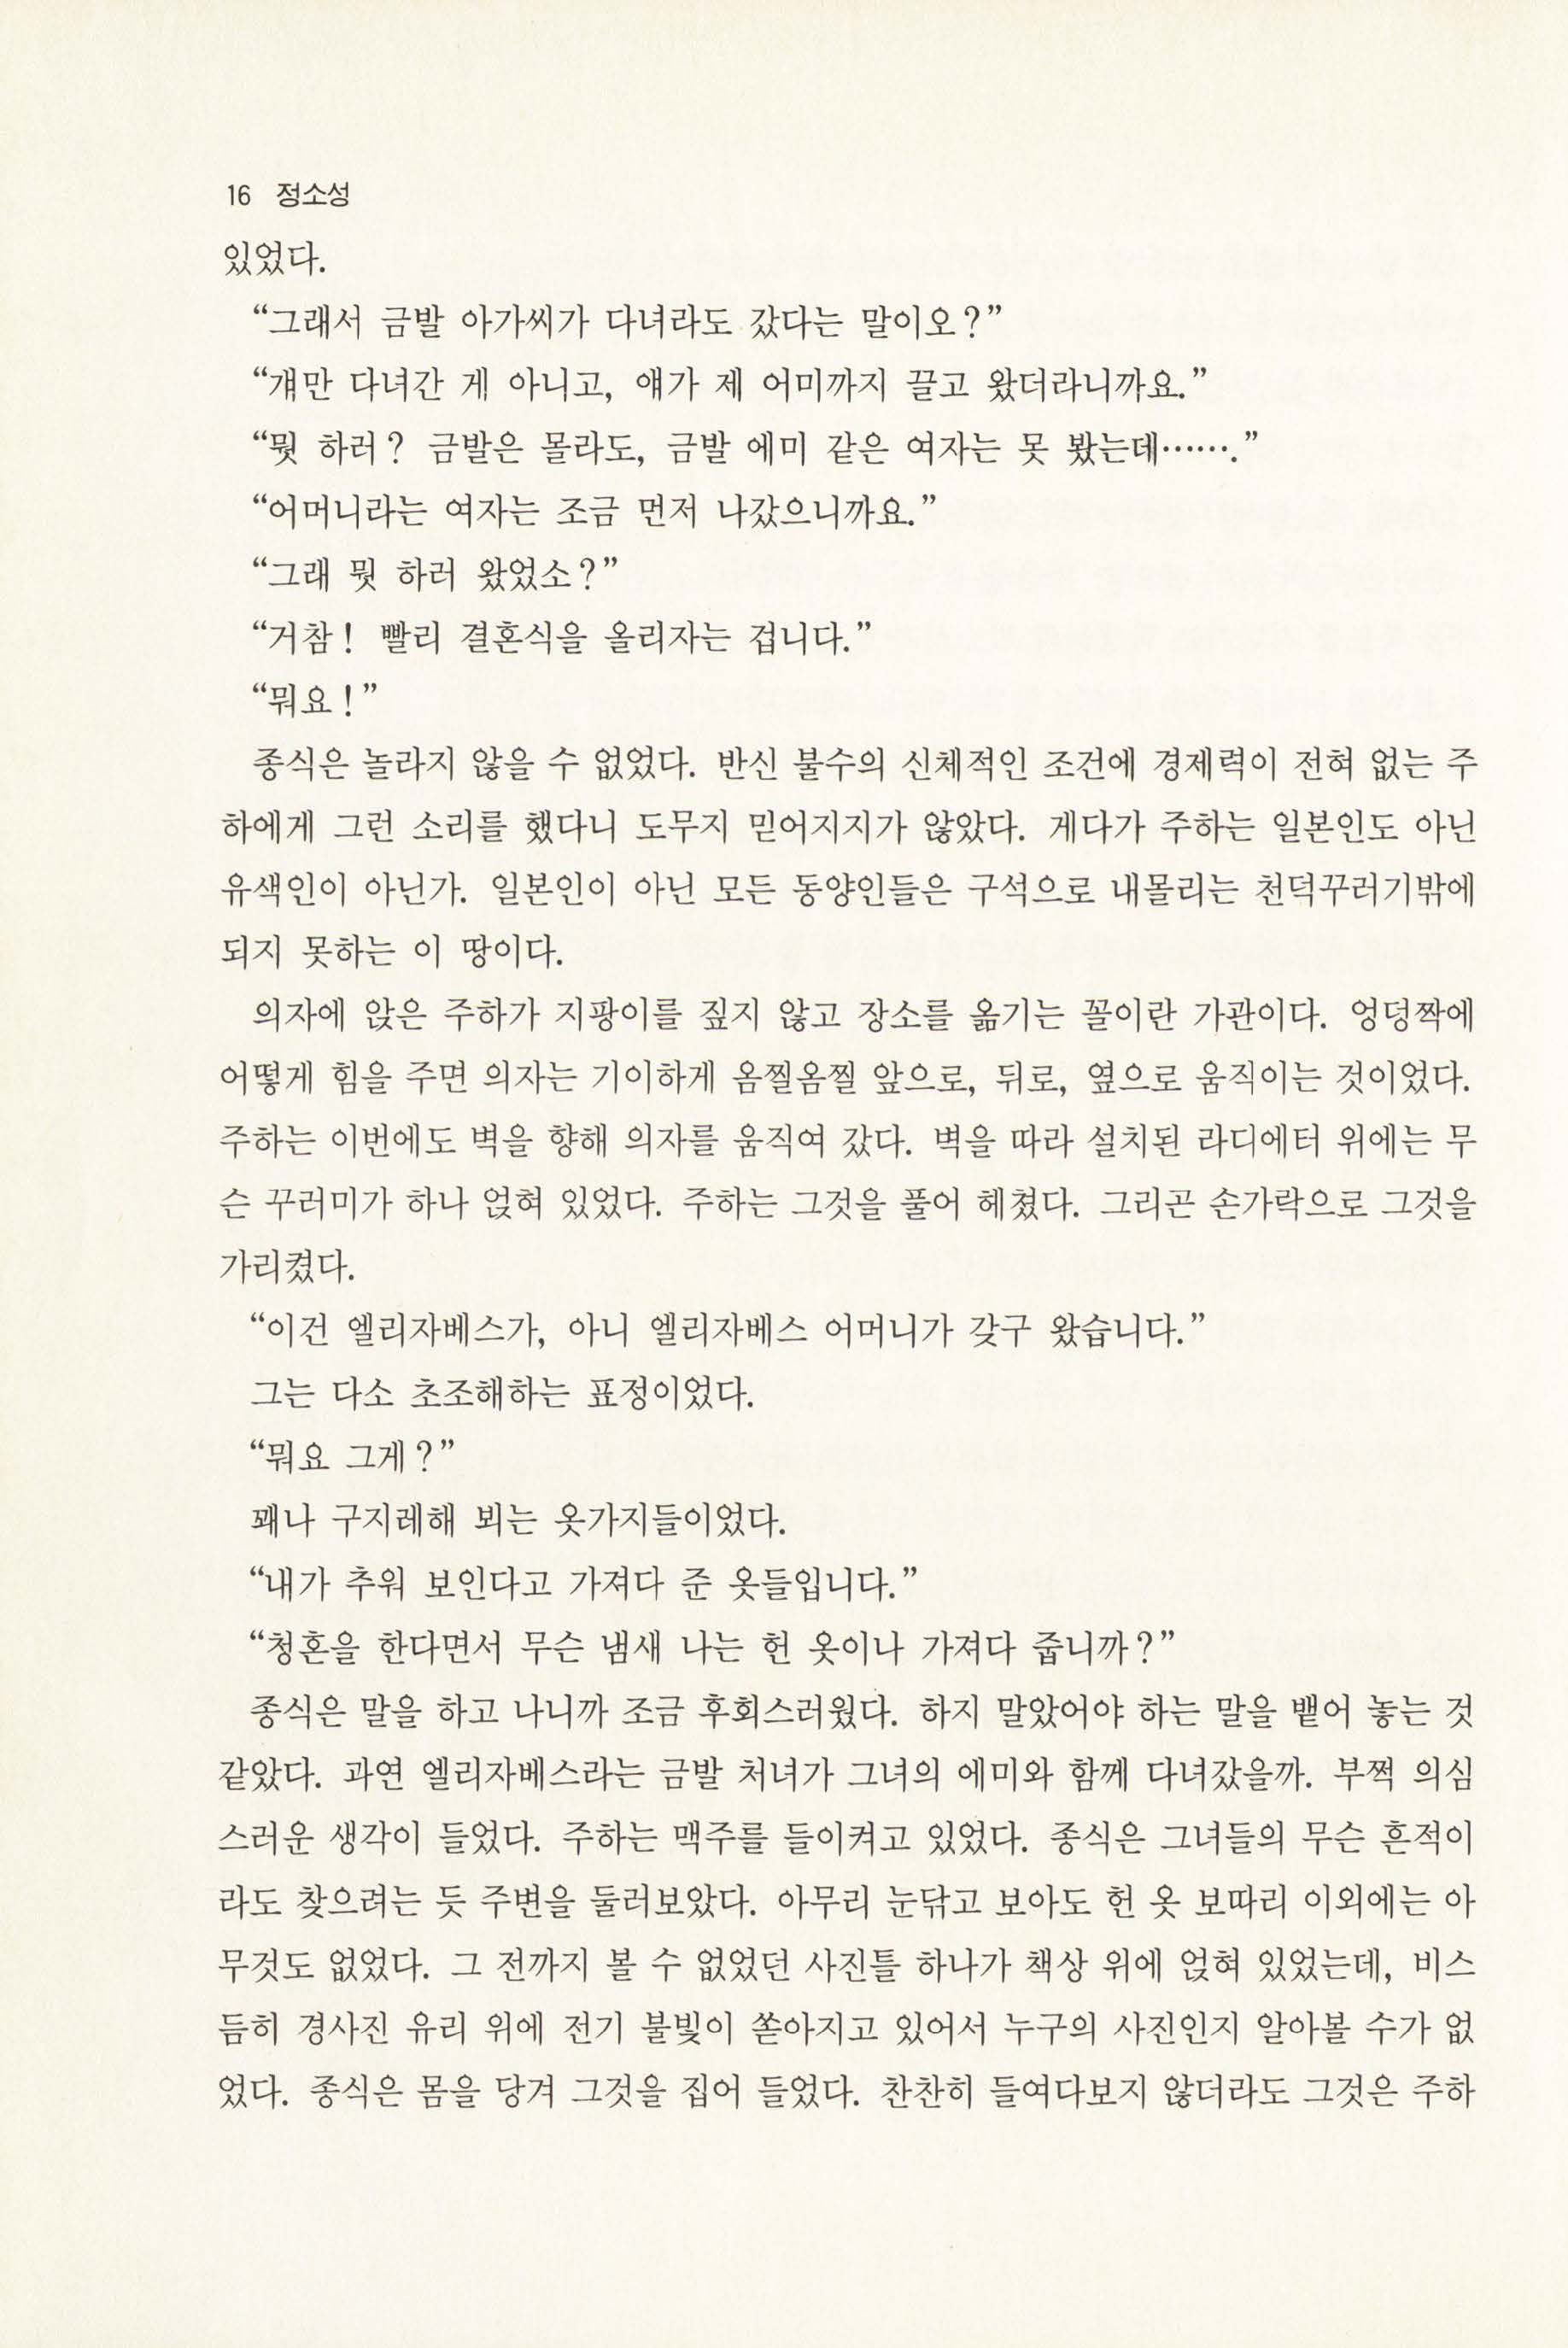 16 정소성
있었다.
“그래서 금발 아가씨가 다녀라도 갔다는 말이오?”
“걔만 다녀간 게 아니고, 얘가 제 어미까지 끌고 왔더라니까요.”
“뭣 하러? 금발은 몰라도, 금발 에미 같은 여자는 못 봤는데…….”
“어머니라는 여자는 조금 먼저 나갔으니까요.”
“그래 뭣 하러 왔었소?”
“거참! 빨리 결혼식을 올리자는 겁니다.”
“뭐요!”
종식은 놀라지 않을 수 없었다. 반신 불수의 신체적인 조건에 경제력이 전혀 없는 주
하에게 그런 소리를 했다니 도무지 믿어지지가 않았다. 게다가 주하는 일본인도 아닌
유색인이 아닌가. 일본인이 아닌 모든 동양인들은 구석으로 내몰리는 천덕꾸러기밖에
되지 못하는 이 땅이다.
의자에 앉은 주하가 지팡이를 짚지 않고 장소를 옮기는 꼴이란 가관이다. 엉덩짝에
어떻게 힘을 주면 의자는 기이하게 옴찔옴찔 앞으로, 뒤로, 옆으로 움직이는 것이었다.
주하는 이번에도 벽을 향해 의자를 움직여 갔다. 벽을 따라 설치된 라디에터 위에는 무
슨 꾸러미가 하나 얹혀 있었다. 주하는 그것을 풀어 헤쳤다. 그리곤 손가락으로 그것을
가리켰다.
“이건 엘리자베스가, 아니 엘리자베스 어머니가 갖구 왔습니다.”
그는 다소 초조해하는 표정이었다.
“뭐요 그게?”
꽤나 구지레해 뵈는 옷가지들이었다.
“내가 추워 보인다고 가져다 준 옷들입니다.”
“청혼을 한다면서 무슨 냄새 나는 헌 옷이나 가져다 줍니까?”
종식은 말을 하고 나니까 조금 후회스러웠다. 하지 말았어야 하는 말을 뱉어 놓는 것
같았다. 과연 엘리자베스라는 금발 처녀가 그녀의 에미와 함께 다녀갔을까. 부쩍 의심
스러운 생각이 들었다. 주하는 맥주를 들이켜고 있었다. 종식은 그녀들의 무슨 흔적이
라도 찾으려는 듯 주변을 둘러보았다. 아무리 눈닦고 보아도 헌 옷 보따리 이외에는 아
무것도 없었다. 그 전까지 볼 수 없었던 사진틀 하나가 책상 위에 얹혀 있었는데, 비스
듬히 경사진 유리 위에 전기 불빛이 쏟아지고 있어서 누구의 사진인지 알아볼 수가 없
었다. 종식은 몸을 당겨 그것을 집어 들었다. 찬찬히 들여다보지 않더라도 그것은 주하